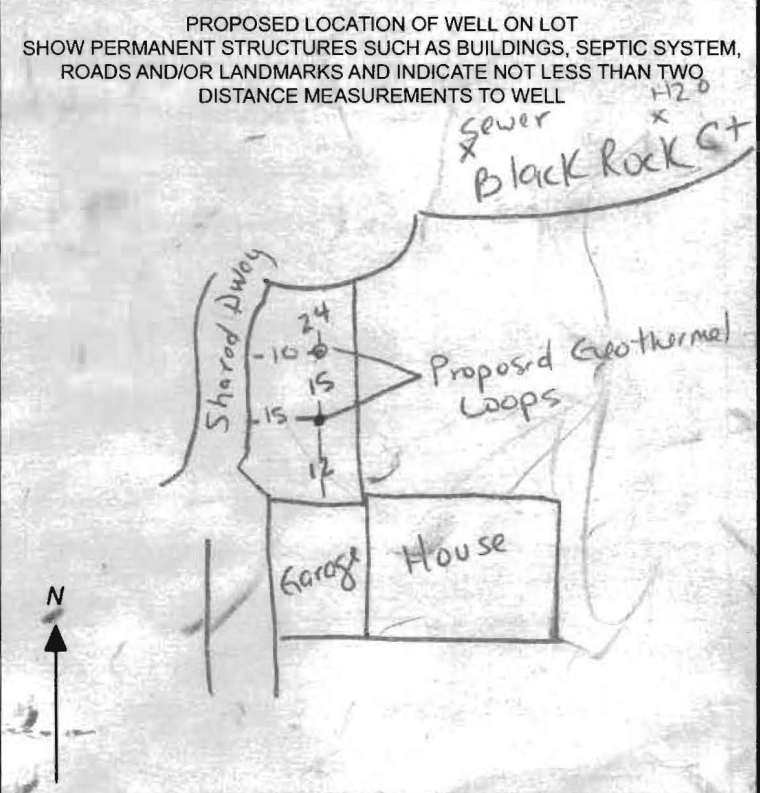 PROPOSED LOCATION OF WELL ON LOT
SHOW PERMANENT STRUCTURES SUCH AS BUILDINGS, SEPTIC SYSTEM,
ROADS AND/OR LANDMARKS AND INDICATE NOT LESS THAN TWO
DISTANCE MEASUREMENTS TO WELL
Sewer
x
H20
x
Black Rock Ct
Shared Dway
24
10
15
15
12
Proposed Geothermal
Loops
Garage
House
N